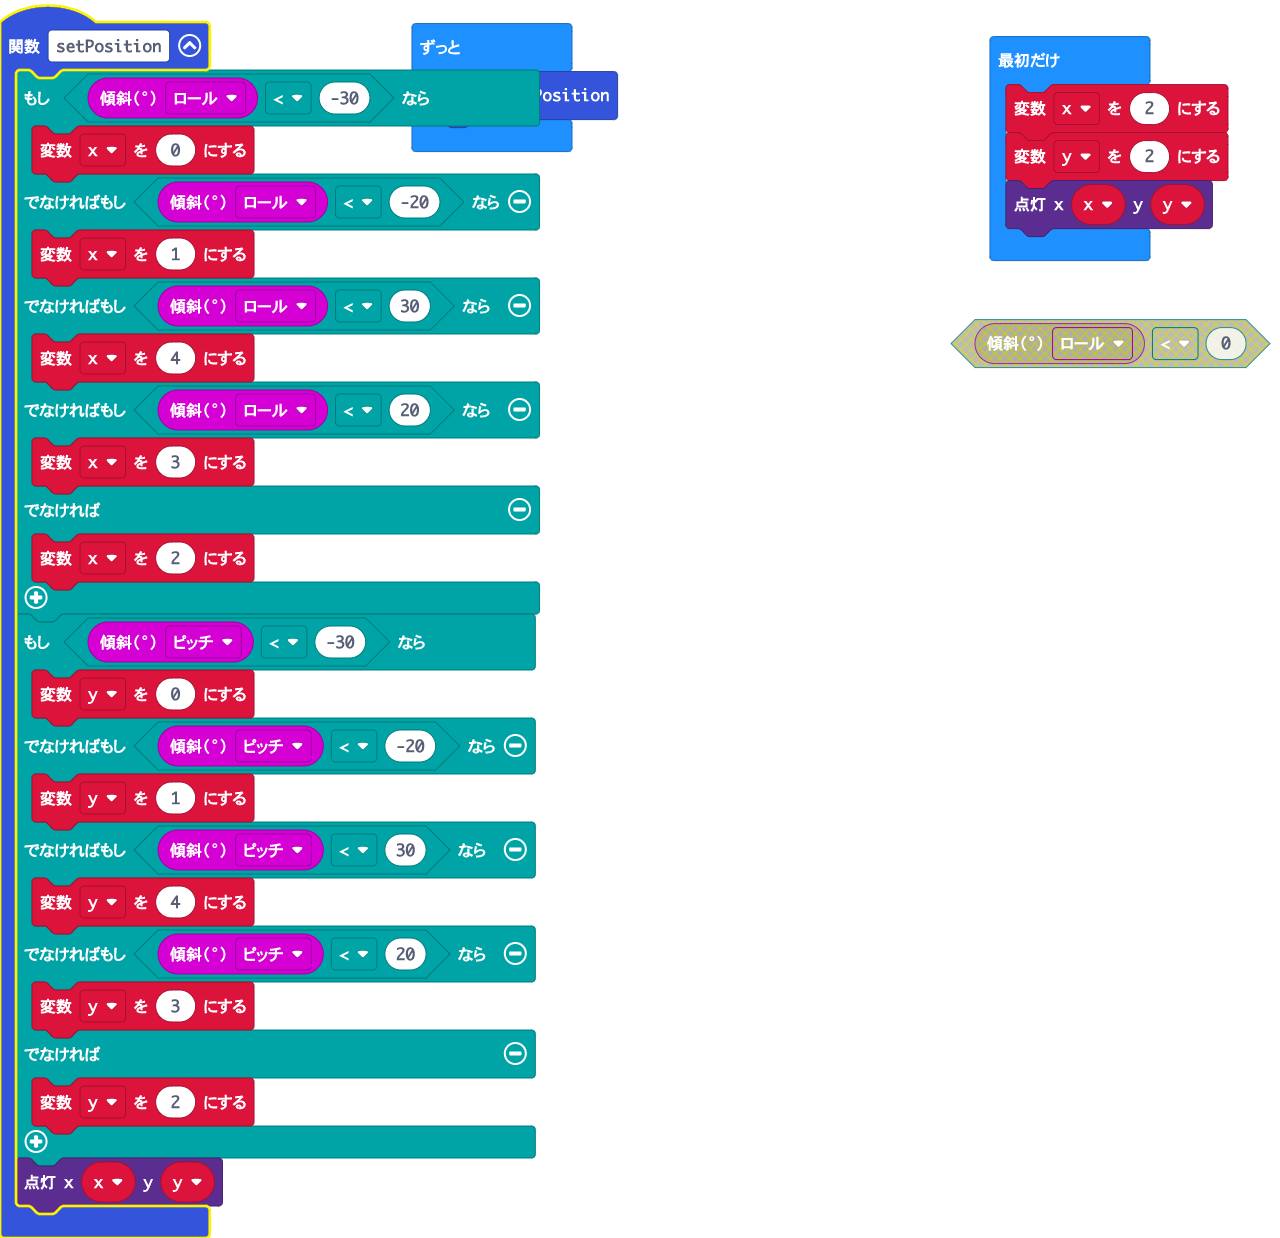 関数 setPosition
もし 傾斜(°) ロール < -30 なら
変数 x を 0 にする
でなければもし 傾斜(°) ロール < -20 なら
変数 x を 1 にする
でなければもし 傾斜(°) ロール < 30 なら
変数 x を 4 にする
でなければもし 傾斜(°) ロール < 20 なら
変数 x を 3 にする
でなければ
変数 x を 2 にする
もし 傾斜(°) ピッチ < -30 なら
変数 y を 0 にする
でなければもし 傾斜(°) ピッチ < -20 なら
変数 y を 1 にする
でなければもし 傾斜(°) ピッチ < 30 なら
変数 y を 4 にする
でなければもし 傾斜(°) ピッチ < 20 なら
変数 y を 3 にする
でなければ
変数 y を 2 にする
点灯 x x y y
ずっと
osition
最初だけ
変数 x を 2 にする
変数 y を 2 にする
点灯 x x y y
傾斜(°) ロール < 0